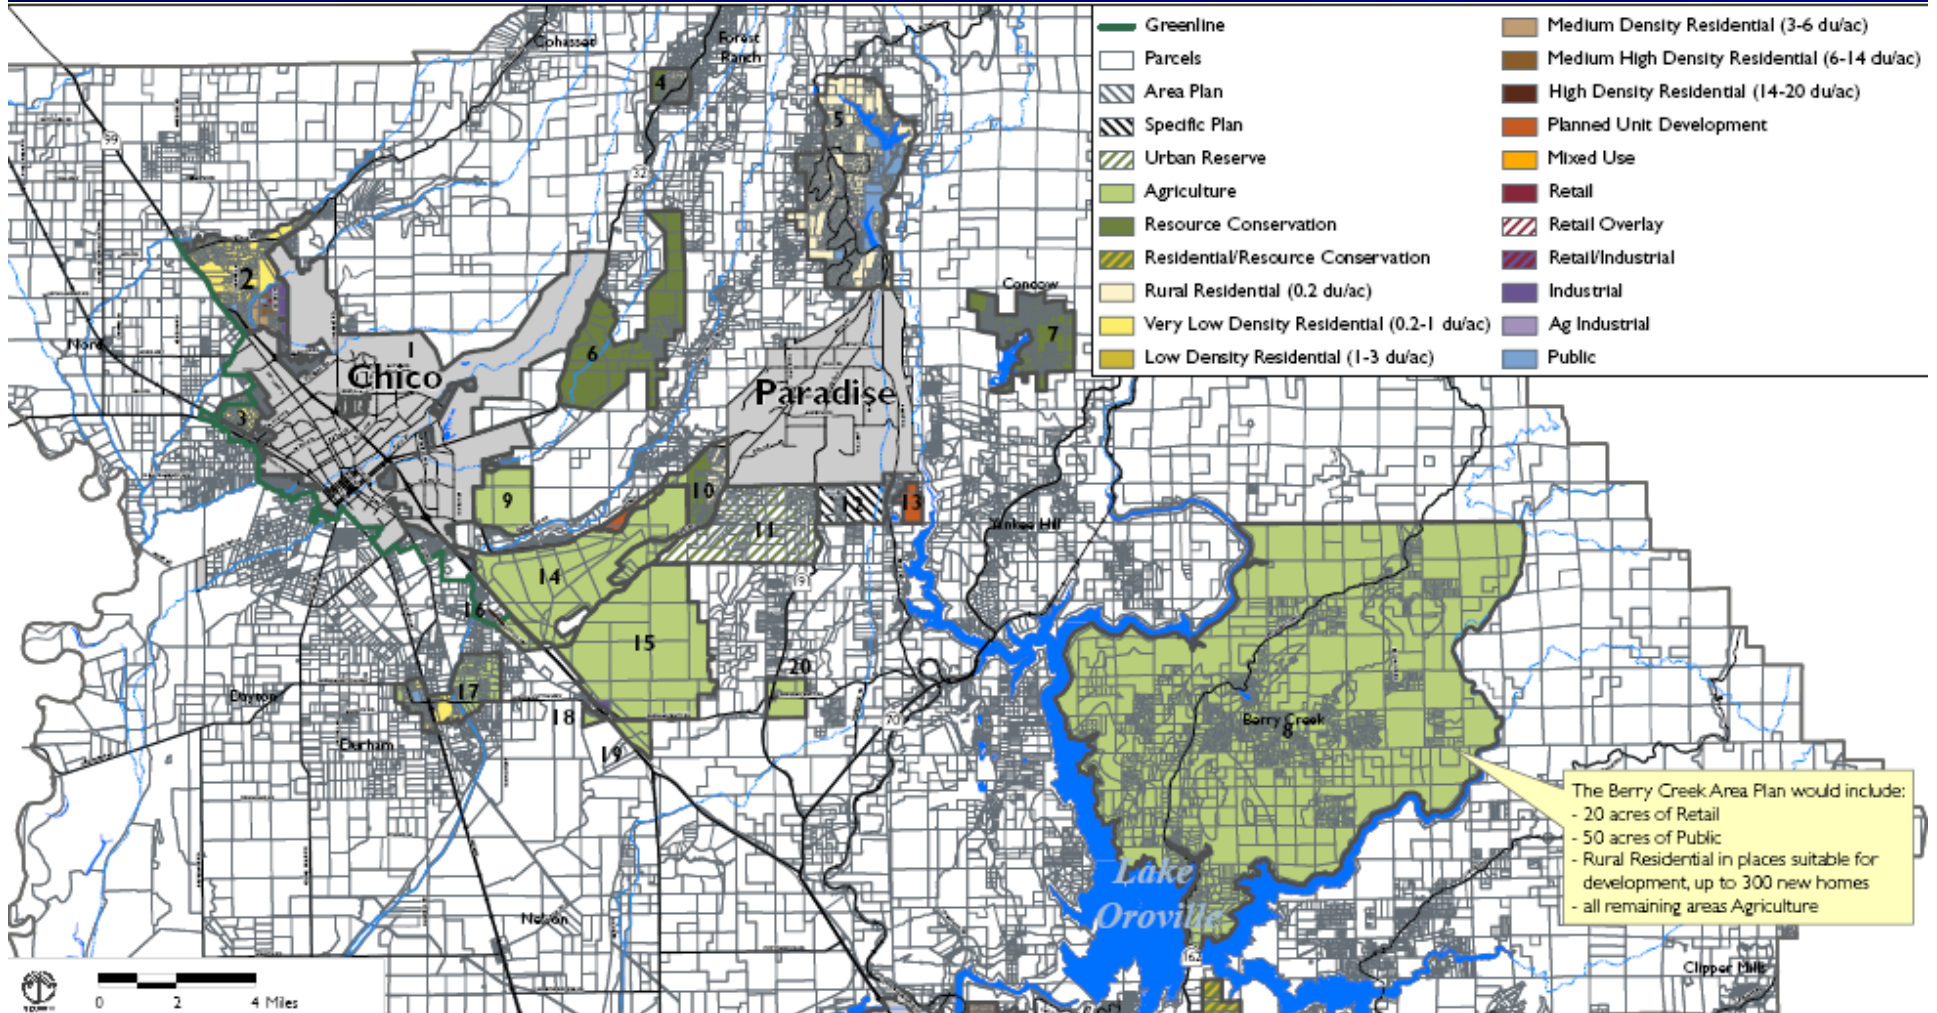 Greenline
Parcels
Area Plan
Specific Plan
Urban Reserve
Agriculture
Resource Conservation
Residential/Resource Conservation
Rural Residential (0.2 du/ac)
Very Low Density Residential (0.2-1 du/ac)
Low Density Residential (1-3 du/ac)
Medium Density Residential (3-6 du/ac)
Medium High Density Residential (6-14 du/ac)
High Density Residential (14-20 du/ac)
Planned Unit Development
Mixed Use
Retail
Retail Overlay
Retail/Industrial
Industrial
Ag Industrial
Public
Cohasset
Forest
Ranch
4
5
99
32
2
Concow
7
Nord
1
Chico
6
Paradise
3
9
10
11
12
13
Yankee Hill
14
191
16
15
20
17
Dayton
18
70
Durham
19
Berry Creek
8
The Berry Creek Area Plan would include:
- 20 acres of Retail
- 50 acres of Public
- Rural Residential in places suitable for
development, up to 300 new homes
- all remaining areas Agriculture
Lake
Oroville
Nelson
162
Clipper Mills
0 2 4 Miles